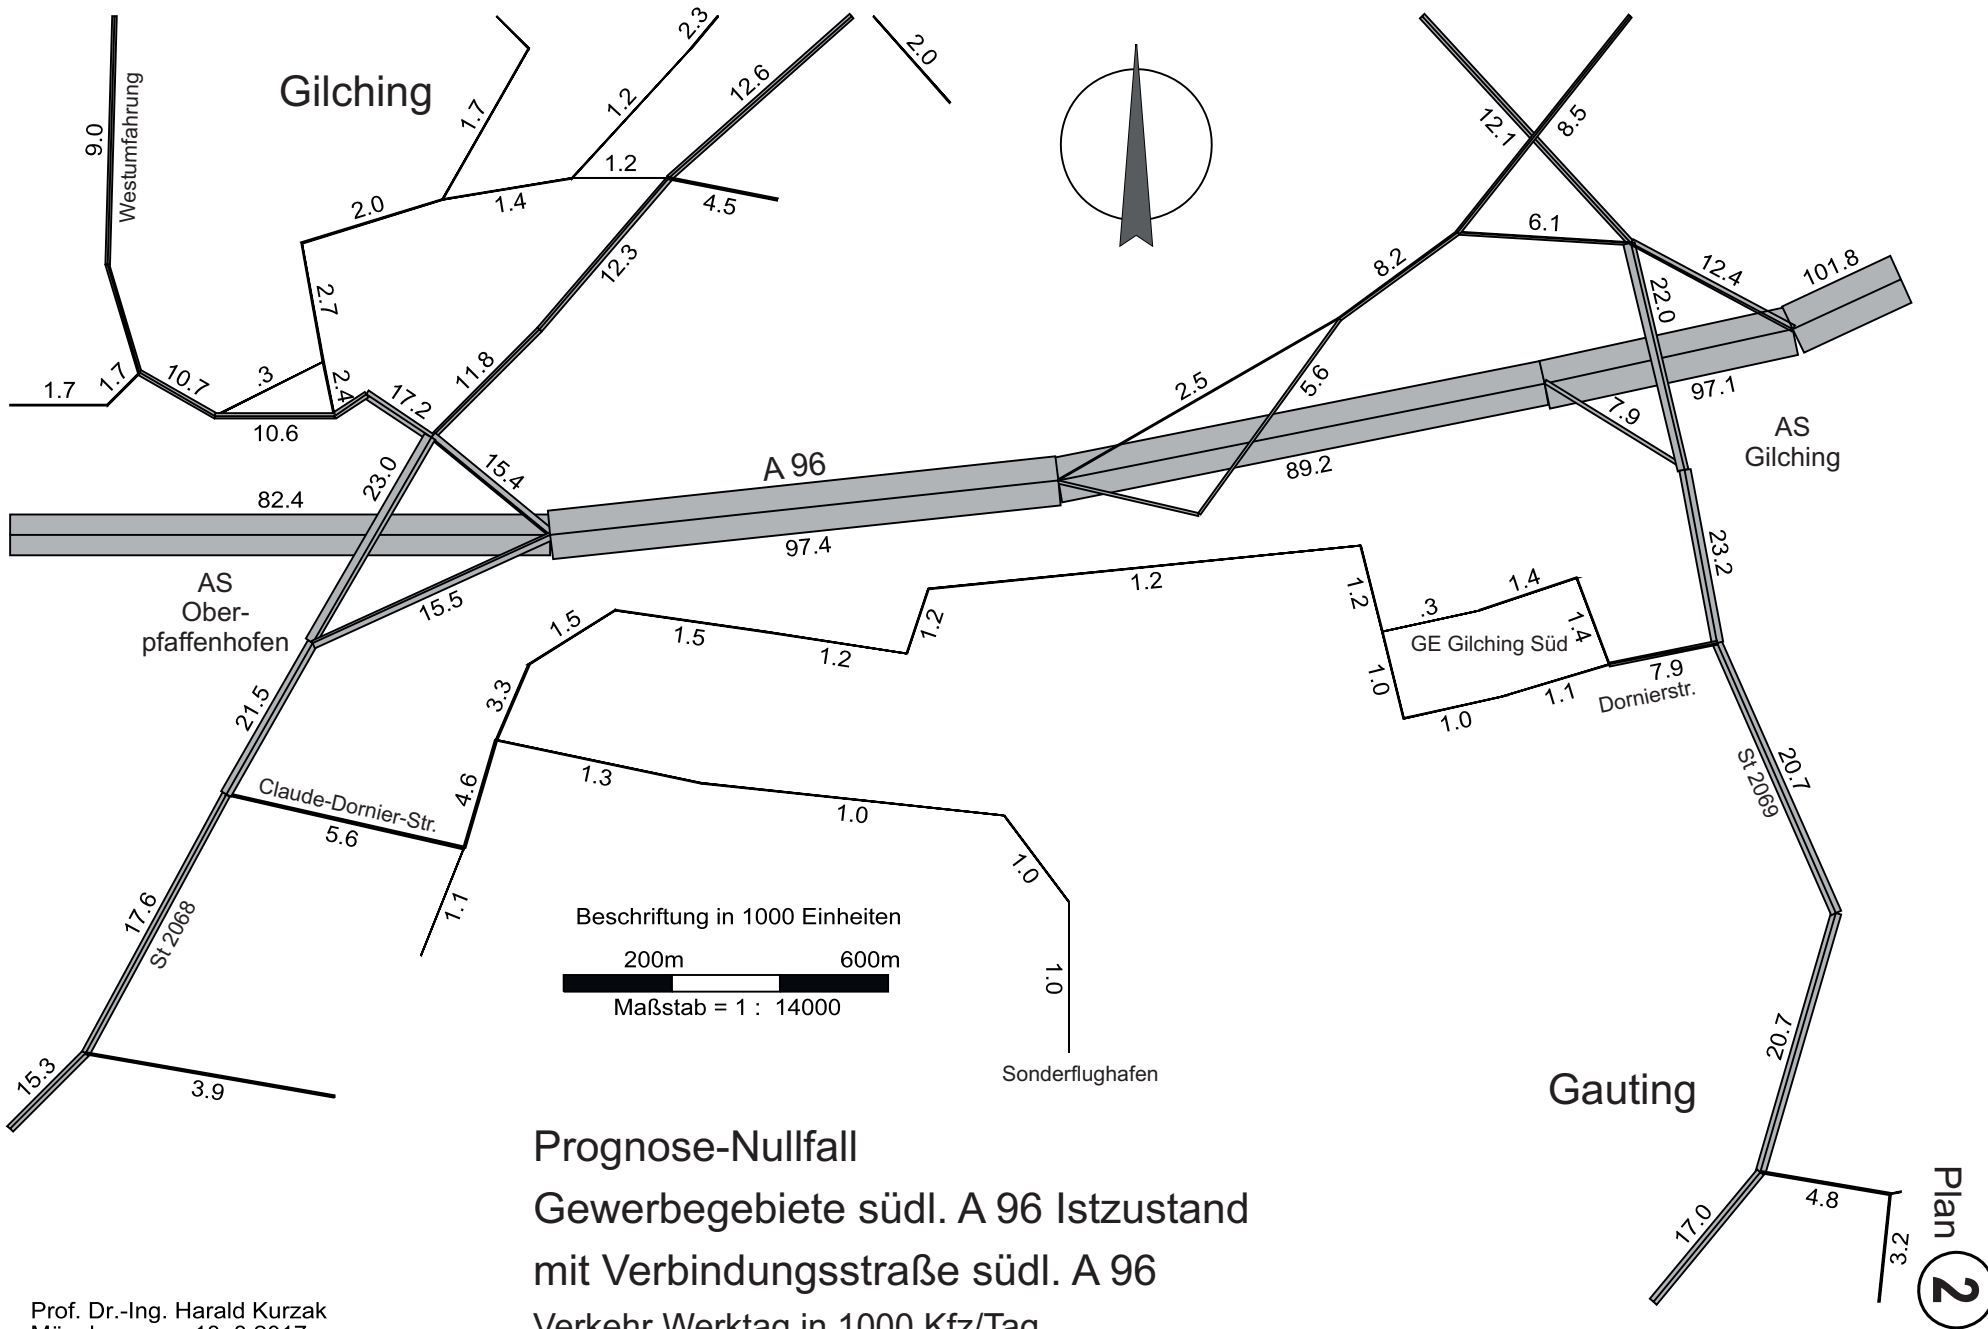 Gilching
Westumfahrung
9.0
1.7
1.2
2.3
12.6
2.0
2.0
1.4
1.2
4.5
12.3
2.7
.3
2.4
1.7
1.7
10.7
10.6
17.2
11.8
23.0
15.4
82.4
A 96
97.4
15.5
AS
Ober-
pfaffenhofen
21.5
Claude-Dornier-Str.
5.6
4.6
3.3
1.5
1.5
1.2
1.2
1.2
1.2
1.3
1.0
1.0
1.0
1.1
17.6
St 2068
15.3
3.9
12.1
8.5
6.1
8.2
2.5
5.6
22.0
12.4
101.8
97.1
7.9
89.2
AS
Gilching
23.2
.3
1.4
1.4
GE Gilching Süd
1.0
1.0
1.1
7.9
Dornierstr.
20.7
St 2069
20.7
17.0
4.8
3.2
Gauting
Sonderflughafen
Beschriftung in 1000 Einheiten
200m 600m
Maßstab = 1 : 14000
Prognose-Nullfall
Gewerbegebiete südl. A 96 Istzustand
mit Verbindungsstraße südl. A 96
Verkehr Werktag in 1000 Kfz/Tag
Plan 2
Prof. Dr.-Ing. Harald Kurzak